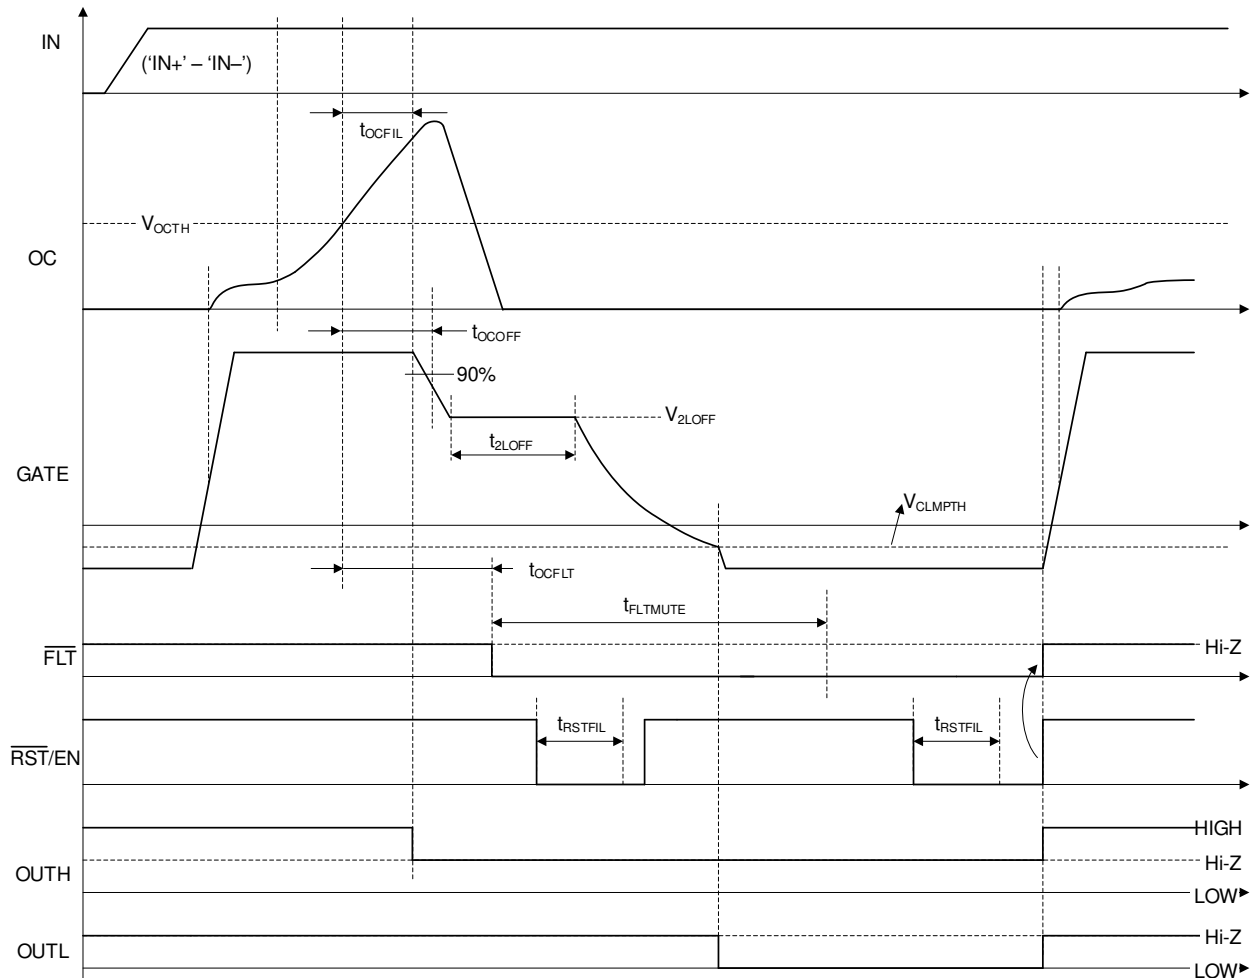 IN
('IN+' – 'IN–')
tOCFIL
VOCTH
OC
tOCOFF
90%
V2LOFF
t2LOFF
GATE
VCLMPTH
tOCFLT
tFLTMUTE
FLT
Hi-Z
tRSTFIL
tRSTFIL
RST/EN
HIGH
OUTH
Hi-Z
LOW
OUTL
Hi-Z
LOW